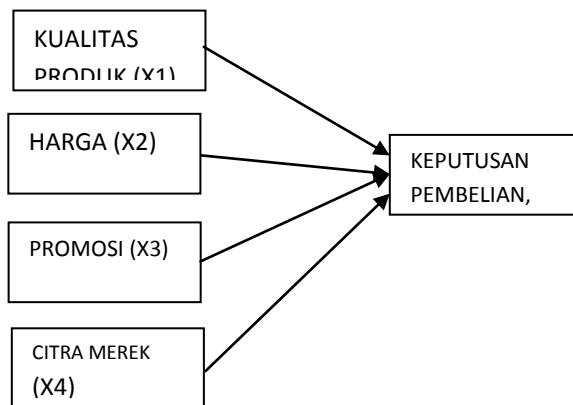 KUALITAS
PRODUK (X1)
HARGA (X2)
PROMOSI (X3)
CITRA MEREK
(X4)
KEPUTUSAN
PEMBELIAN,